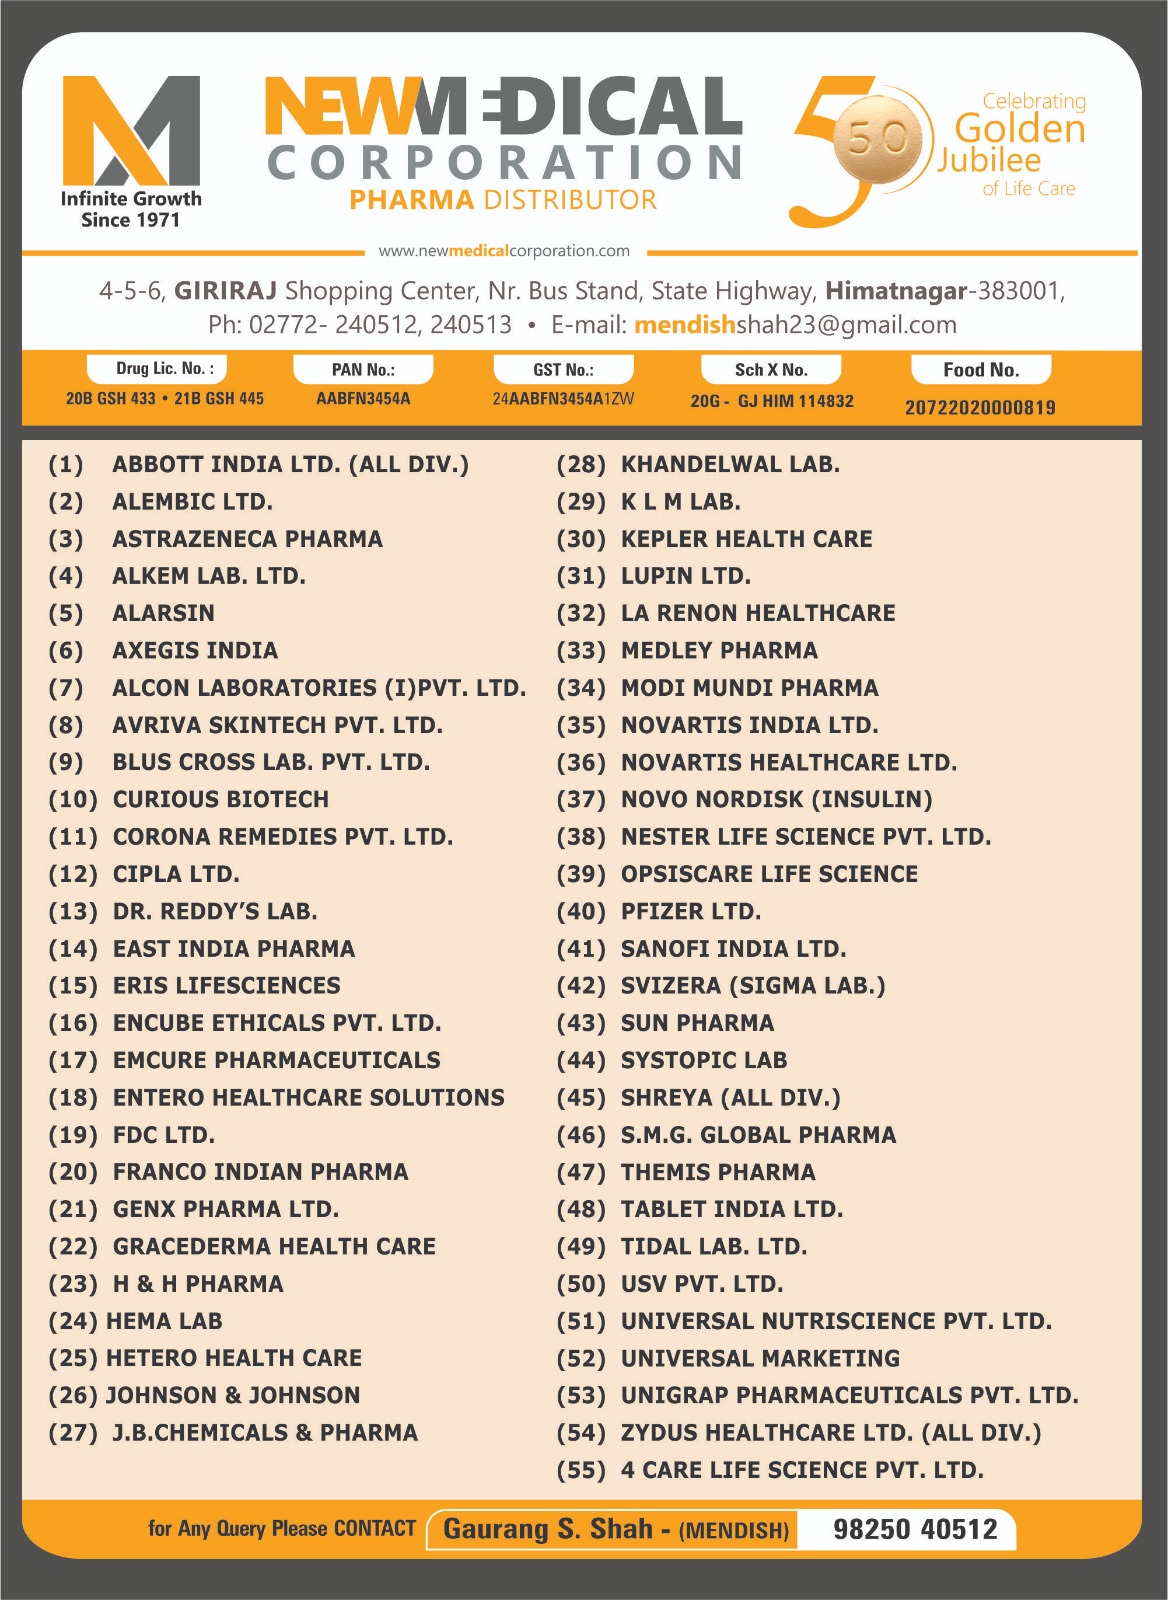 M
Infinite Growth
Since 1971
NEW MEDICAL
CORPORATION
PHARMA DISTRIBUTOR
50
50
Celebrating
Golden
Jubilee
of Life Care
www.newmedicalcorporation.com
4-5-6, GIRIRAJ Shopping Center, Nr. Bus Stand, State Highway, Himatnagar-383001,
Ph: 02772- 240512, 240513 • E-mail: mendishshah23@gmail.com
Drug Lic. No. :
20B GSH 433 • 21B GSH 445
PAN No.:
AABFN3454A
GST No.:
24AABFN3454A1ZW
Sch X No.
20G - GJ HIM 114832
Food No.
20722020000819
(1) ABBOTT INDIA LTD. (ALL DIV.)
(2) ALEMBIC LTD.
(3) ASTRAZENECA PHARMA
(4) ALKEM LAB. LTD.
(5) ALARSIN
(6) AXEGIS INDIA
(7) ALCON LABORATORIES (I)PVT. LTD.
(8) AVRIVA SKINTECH PVT. LTD.
(9) BLUS CROSS LAB. PVT. LTD.
(10) CURIOUS BIOTECH
(11) CORONA REMEDIES PVT. LTD.
(12) CIPLA LTD.
(13) DR. REDDY'S LAB.
(14) EAST INDIA PHARMA
(15) ERIS LIFESCIENCES
(16) ENCUBE ETHICALS PVT. LTD.
(17) EMCURE PHARMACEUTICALS
(18) ENTERO HEALTHCARE SOLUTIONS
(19) FDC LTD.
(20) FRANCO INDIAN PHARMA
(21) GENX PHARMA LTD.
(22) GRACEDERMA HEALTH CARE
(23) H & H PHARMA
(24) HEMA LAB
(25) HETERO HEALTH CARE
(26) JOHNSON & JOHNSON
(27) J.B.CHEMICALS & PHARMA
(28) KHANDELWAL LAB.
(29) K L M LAB.
(30) KEPLER HEALTH CARE
(31) LUPIN LTD.
(32) LA RENON HEALTHCARE
(33) MEDLEY PHARMA
(34) MODI MUNDI PHARMA
(35) NOVARTIS INDIA LTD.
(36) NOVARTIS HEALTHCARE LTD.
(37) NOVO NORDISK (INSULIN)
(38) NESTER LIFE SCIENCE PVT. LTD.
(39) OPSISCARE LIFE SCIENCE
(40) PFIZER LTD.
(41) SANOFI INDIA LTD.
(42) SVIZERA (SIGMA LAB.)
(43) SUN PHARMA
(44) SYSTOPIC LAB
(45) SHREYA (ALL DIV.)
(46) S.M.G. GLOBAL PHARMA
(47) THEMIS PHARMA
(48) TABLET INDIA LTD.
(49) TIDAL LAB. LTD.
(50) USV PVT. LTD.
(51) UNIVERSAL NUTRISCIENCE PVT. LTD.
(52) UNIVERSAL MARKETING
(53) UNIGRAP PHARMACEUTICALS PVT. LTD.
(54) ZYDUS HEALTHCARE LTD. (ALL DIV.)
(55) 4 CARE LIFE SCIENCE PVT. LTD.
for Any Query Please CONTACT Gaurang S. Shah - (MENDISH) 98250 40512